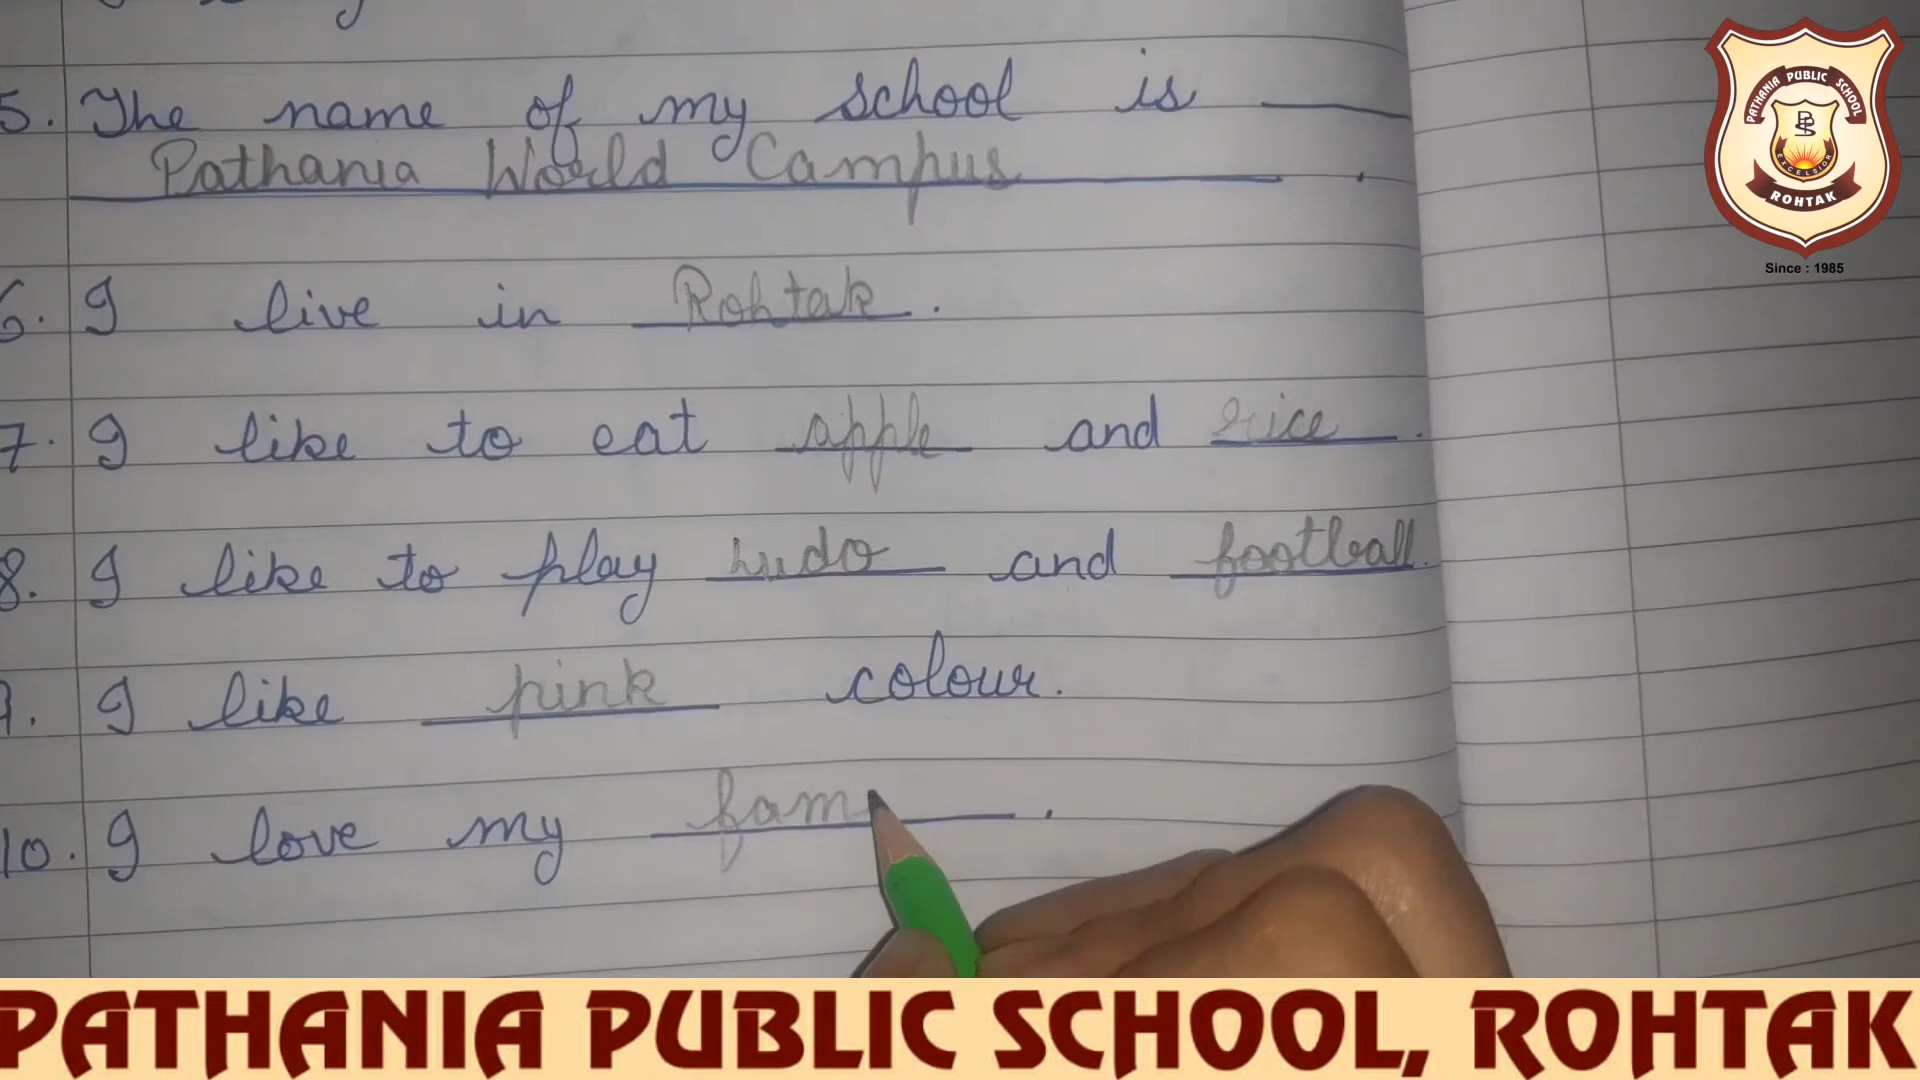 5. The name of my school is
Pathania World Campus .
6. I live in Rohtak.
7. I like to eat apple and rice.
8. I like to play ludo and football.
9. I like pink colour.
10. I love my fam .
PATHANIA PUBLIC SCHOOL
PS
EXCELSIOR
ROHTAK
Since : 1985
PATHANIA PUBLIC SCHOOL, ROHTAK